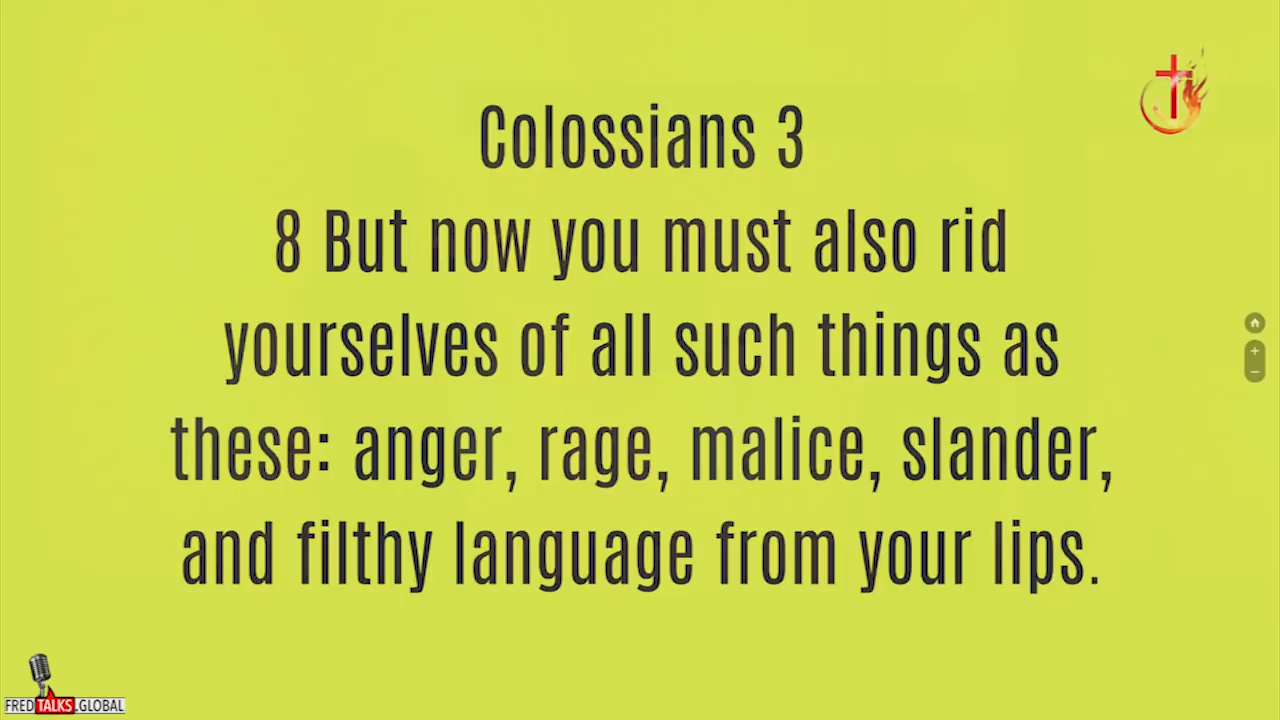 Colossians 3
8 But now you must also rid
yourselves of all such things as
these: anger, rage, malice, slander,
and filthy language from your lips.
FRED TALKS.GLOBAL